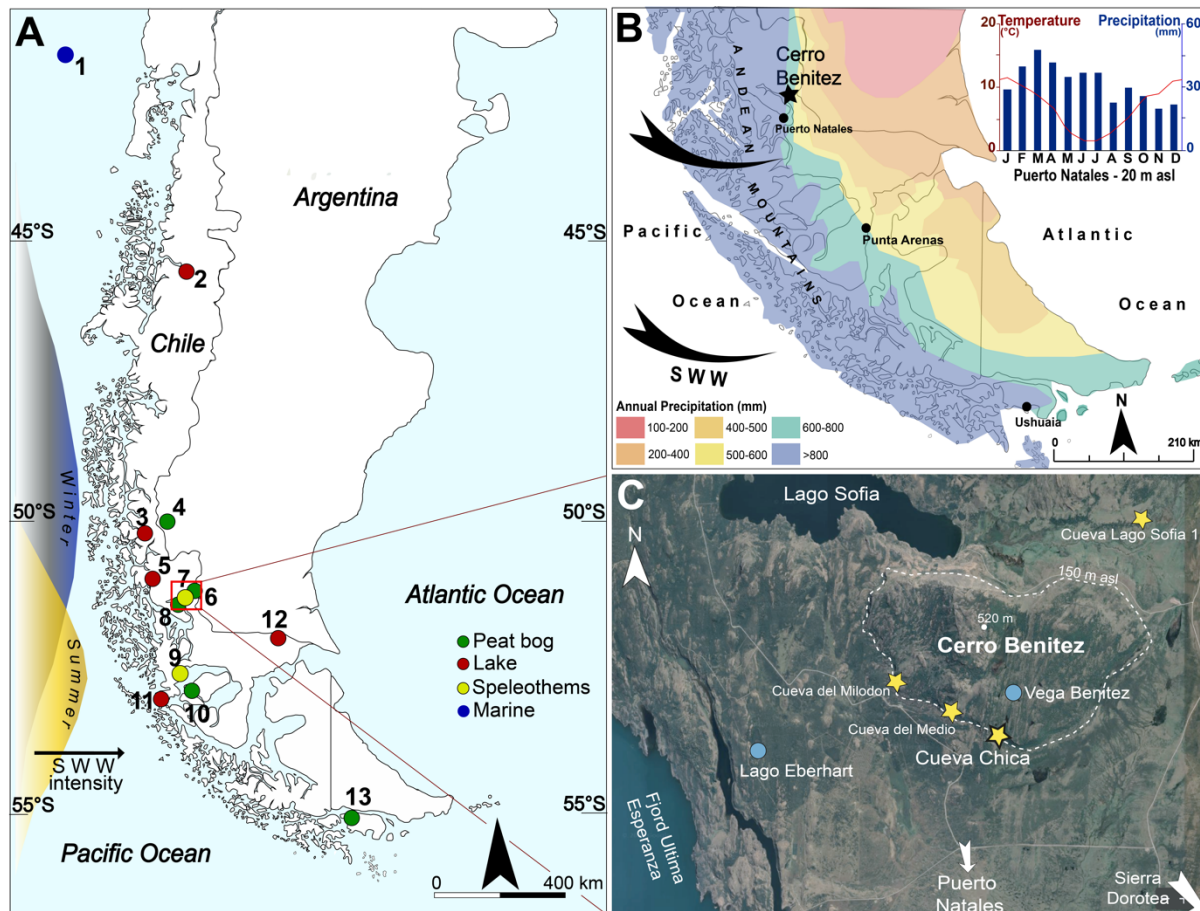 A
1
Argentina
45°S
45°S
2
Chile
Winter
Summer
50°S
50°S
3
4
5
7
6
8
12
9
11
10
Atlantic Ocean
Peat bog
Lake
Speleothems
Marine
SWW
intensity
13
55°S
55°S
Pacific Ocean
0 400 km
B
ANDEAN MOUNTAINS
Cerro
Benitez
Puerto Natales
Temperature
(°C)
Precipitation
(mm)
20
10
0
60
30
0
J F M A M J J A S O N D
Puerto Natales - 20 m asl
Pacific
Ocean
Punta Arenas
Atlantic
Ocean
SWW
Ushuaia
N
0 210 km
Annual Precipitation (mm)
100-200 400-500 600-800
200-400 500-600 >800
C
Lago Sofia
N
Cueva Lago Sofia 1
150 m asl
520 m
Cerro Benitez
Cueva del Milodon
Vega Benitez
Cueva del Medio
Cueva Chica
Lago Eberhart
Fjord Ultima
Esperanza
Puerto
Natales
Sierra
Dorotea